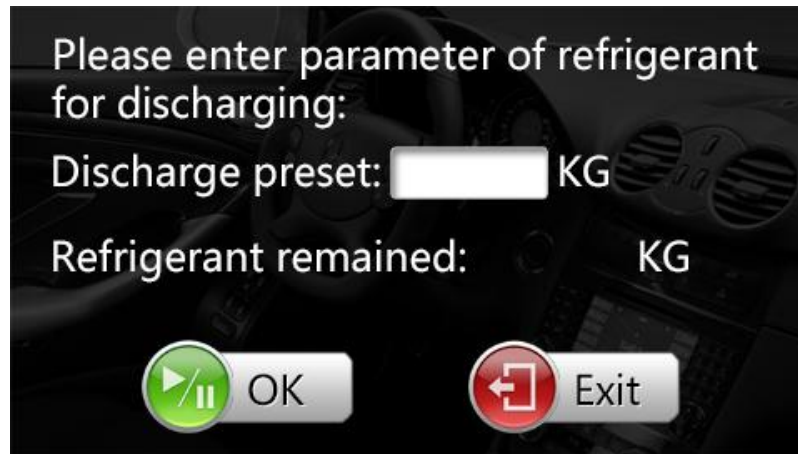 Please enter parameter of refrigerant
for discharging:
Discharge preset: KG
Refrigerant remained: KG
OK Exit